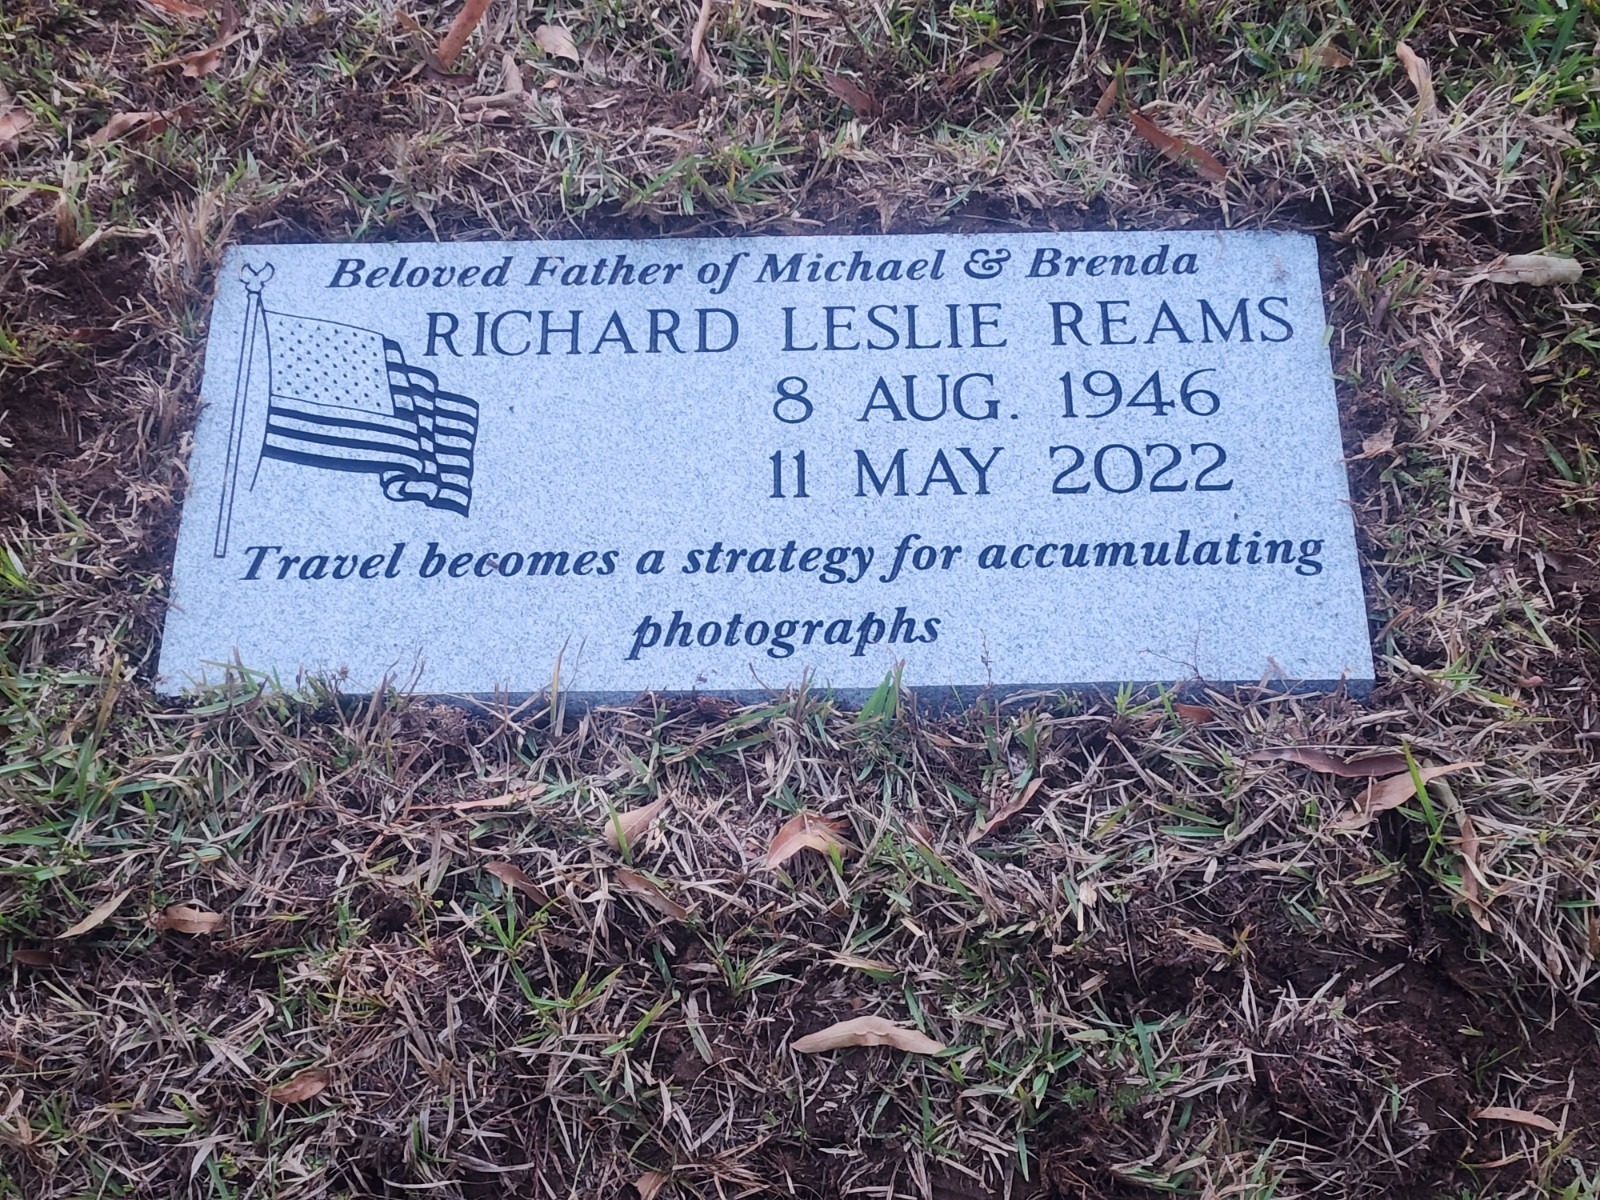 Beloved Father of Michael & Brenda
RICHARD LESLIE REAMS
8 AUG. 1946
11 MAY 2022
Travel becomes a strategy for accumulating
photographs